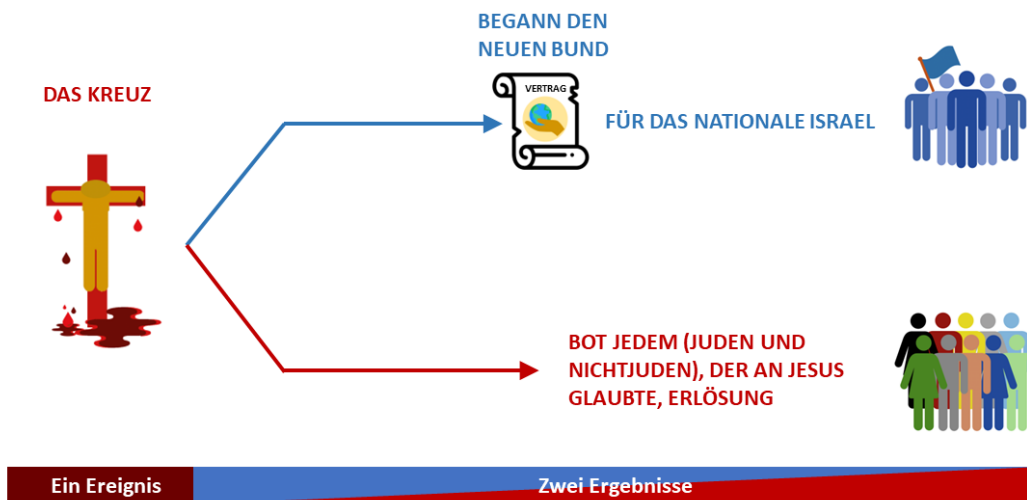 DAS KREUZ
BEGANN DEN
NEUEN BUND
VERTRAG
FÜR DAS NATIONALE ISRAEL
BOT JEDEM (JUDEN UND
NICHTJUDEN), DER AN JESUS
GLAUBTE, ERLÖSUNG
Ein Ereignis
Zwei Ergebnisse